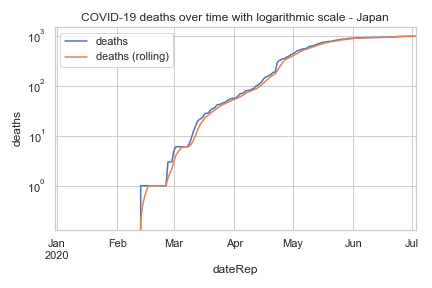 COVID-19 deaths over time with logarithmic scale - Japan
deaths
deaths (rolling)
10³
10²
10¹
10⁰
deaths
Jan Feb Mar Apr May Jun Jul
2020
dateRep